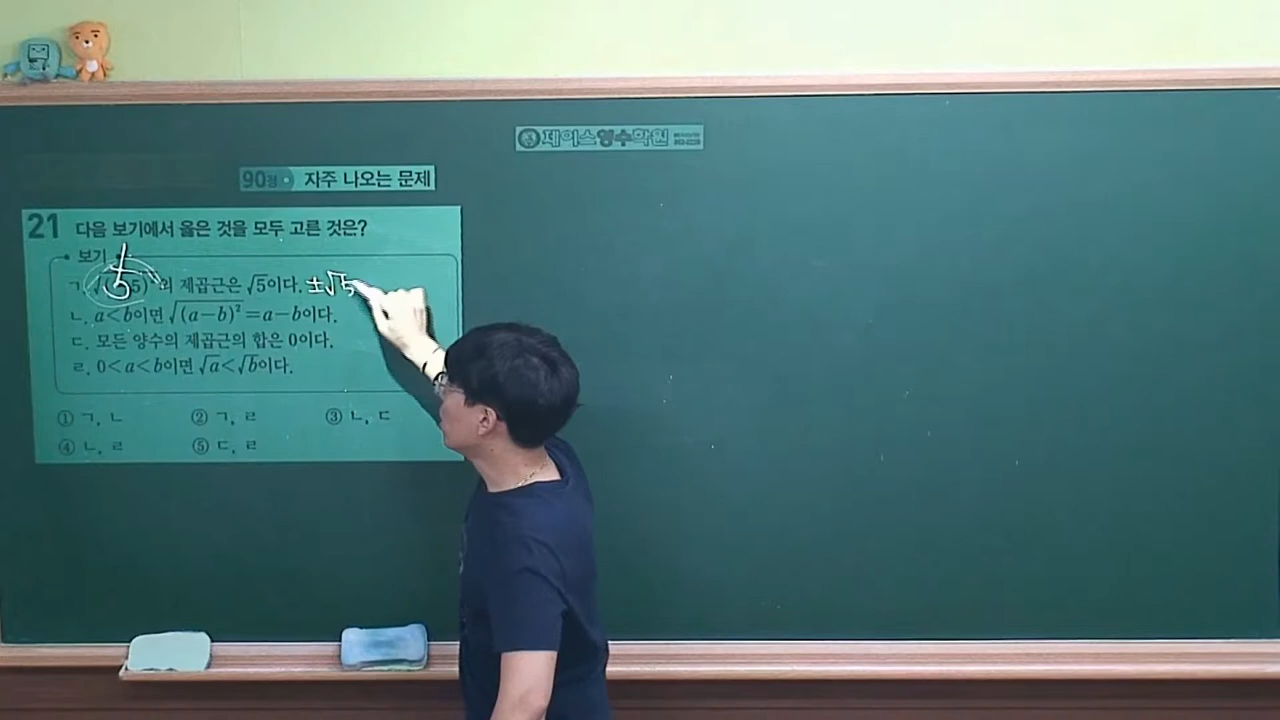 제이스영수학원
90점 자주 나오는 문제
21 다음 보기에서 옳은 것을 모두 고른 것은?
보기
ㄱ. √(-5)²의 제곱근은 √5이다. ±√5
5
ㄴ. a<b이면 √(a-b)²=a-b이다.
ㄷ. 모든 양수의 제곱근의 합은 0이다.
ㄹ. 0<a<b이면 √a<√b이다.
① ㄱ, ㄴ ② ㄱ, ㄹ ③ ㄴ, ㄷ
④ ㄴ, ㄹ ⑤ ㄷ, ㄹ